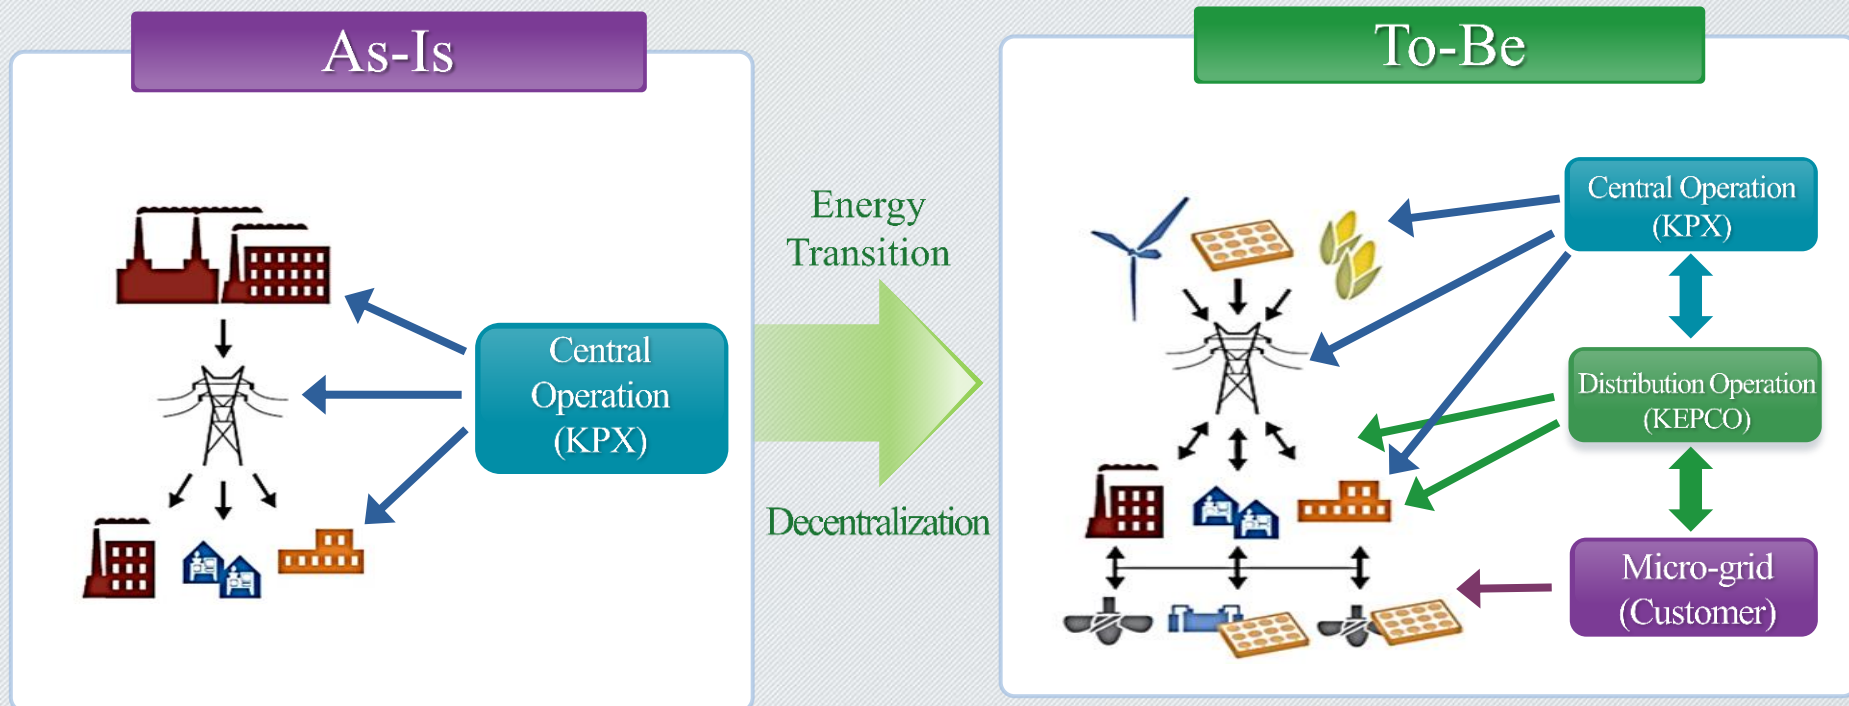 As-Is
Central
Operation
(KPX)
Energy
Transition
Decentralization
To-Be
Central Operation
(KPX)
Distribution Operation
(KEPCO)
Micro-grid
(Customer)